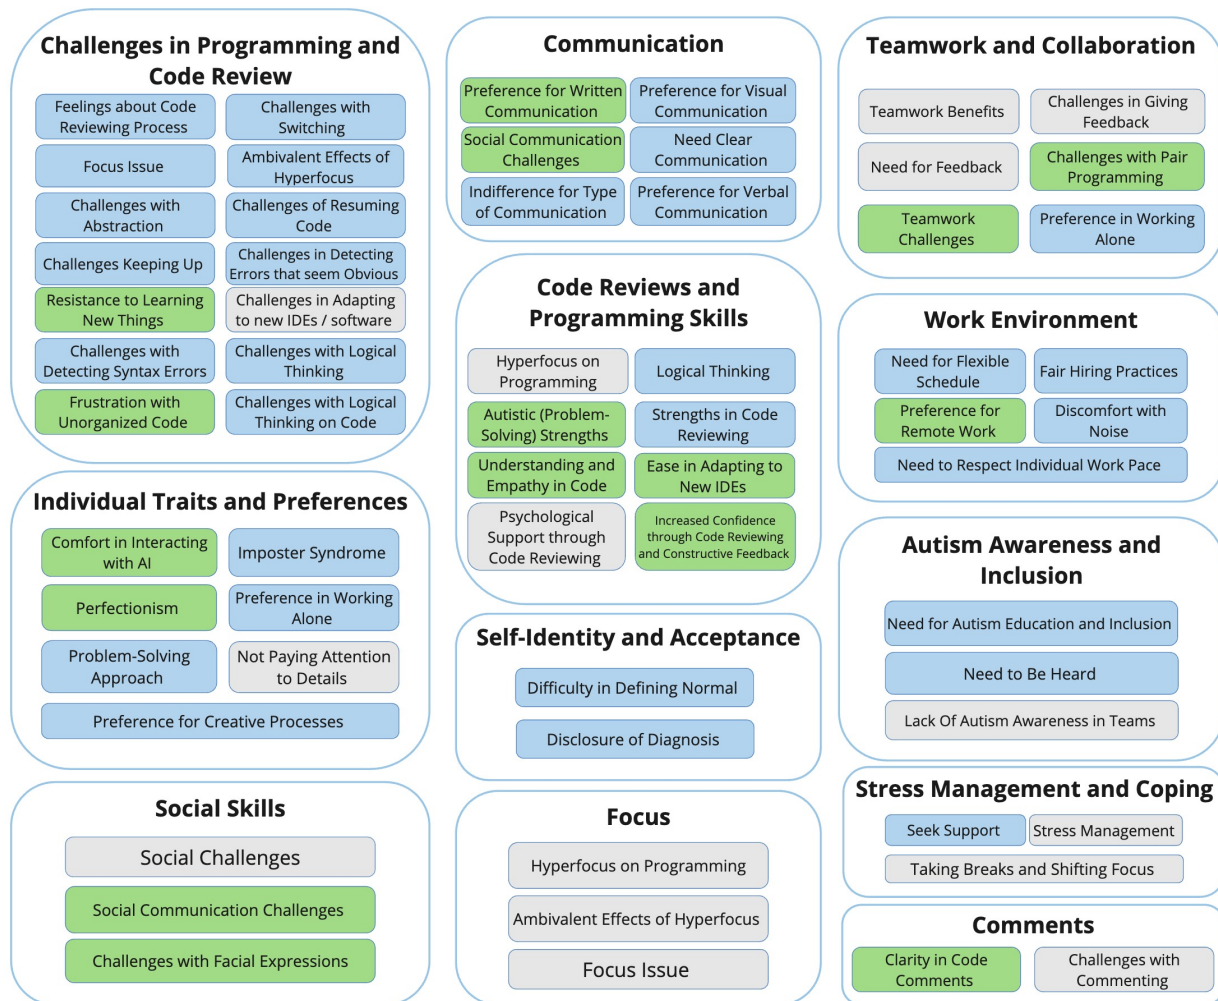 Challenges in Programming and
Code Review
Feelings about Code
Reviewing Process
Challenges with
Switching
Focus Issue
Ambivalent Effects of
Hyperfocus
Challenges with
Abstraction
Challenges of Resuming
Code
Challenges Keeping Up
Challenges in Detecting
Errors that seem Obvious
Resistance to Learning
New Things
Challenges in Adapting
to new IDEs / software
Challenges with
Detecting Syntax Errors
Challenges with Logical
Thinking
Frustration with
Unorganized Code
Challenges with Logical
Thinking on Code
Individual Traits and Preferences
Comfort in Interacting
with AI
Imposter Syndrome
Perfectionism
Preference in Working
Alone
Problem-Solving
Approach
Not Paying Attention
to Details
Preference for Creative Processes
Social Skills
Social Challenges
Social Communication Challenges
Challenges with Facial Expressions
Communication
Preference for Written
Communication
Preference for Visual
Communication
Social Communication
Challenges
Need Clear
Communication
Indifference for Type
of Communication
Preference for Verbal
Communication
Code Reviews and
Programming Skills
Hyperfocus on
Programming
Logical Thinking
Autistic (Problem-
Solving) Strengths
Strengths in Code
Reviewing
Understanding and
Empathy in Code
Ease in Adapting to
New IDEs
Psychological
Support through
Code Reviewing
Increased Confidence
through Code Reviewing
and Constructive Feedback
Self-Identity and Acceptance
Difficulty in Defining Normal
Disclosure of Diagnosis
Focus
Hyperfocus on Programming
Ambivalent Effects of Hyperfocus
Focus Issue
Teamwork and Collaboration
Teamwork Benefits
Challenges in Giving
Feedback
Need for Feedback
Challenges with Pair
Programming
Teamwork
Challenges
Preference in Working
Alone
Work Environment
Need for Flexible
Schedule
Fair Hiring Practices
Preference for
Remote Work
Discomfort with
Noise
Need to Respect Individual Work Pace
Autism Awareness and
Inclusion
Need for Autism Education and Inclusion
Need to Be Heard
Lack Of Autism Awareness in Teams
Stress Management and Coping
Seek Support
Stress Management
Taking Breaks and Shifting Focus
Comments
Clarity in Code
Comments
Challenges with
Commenting